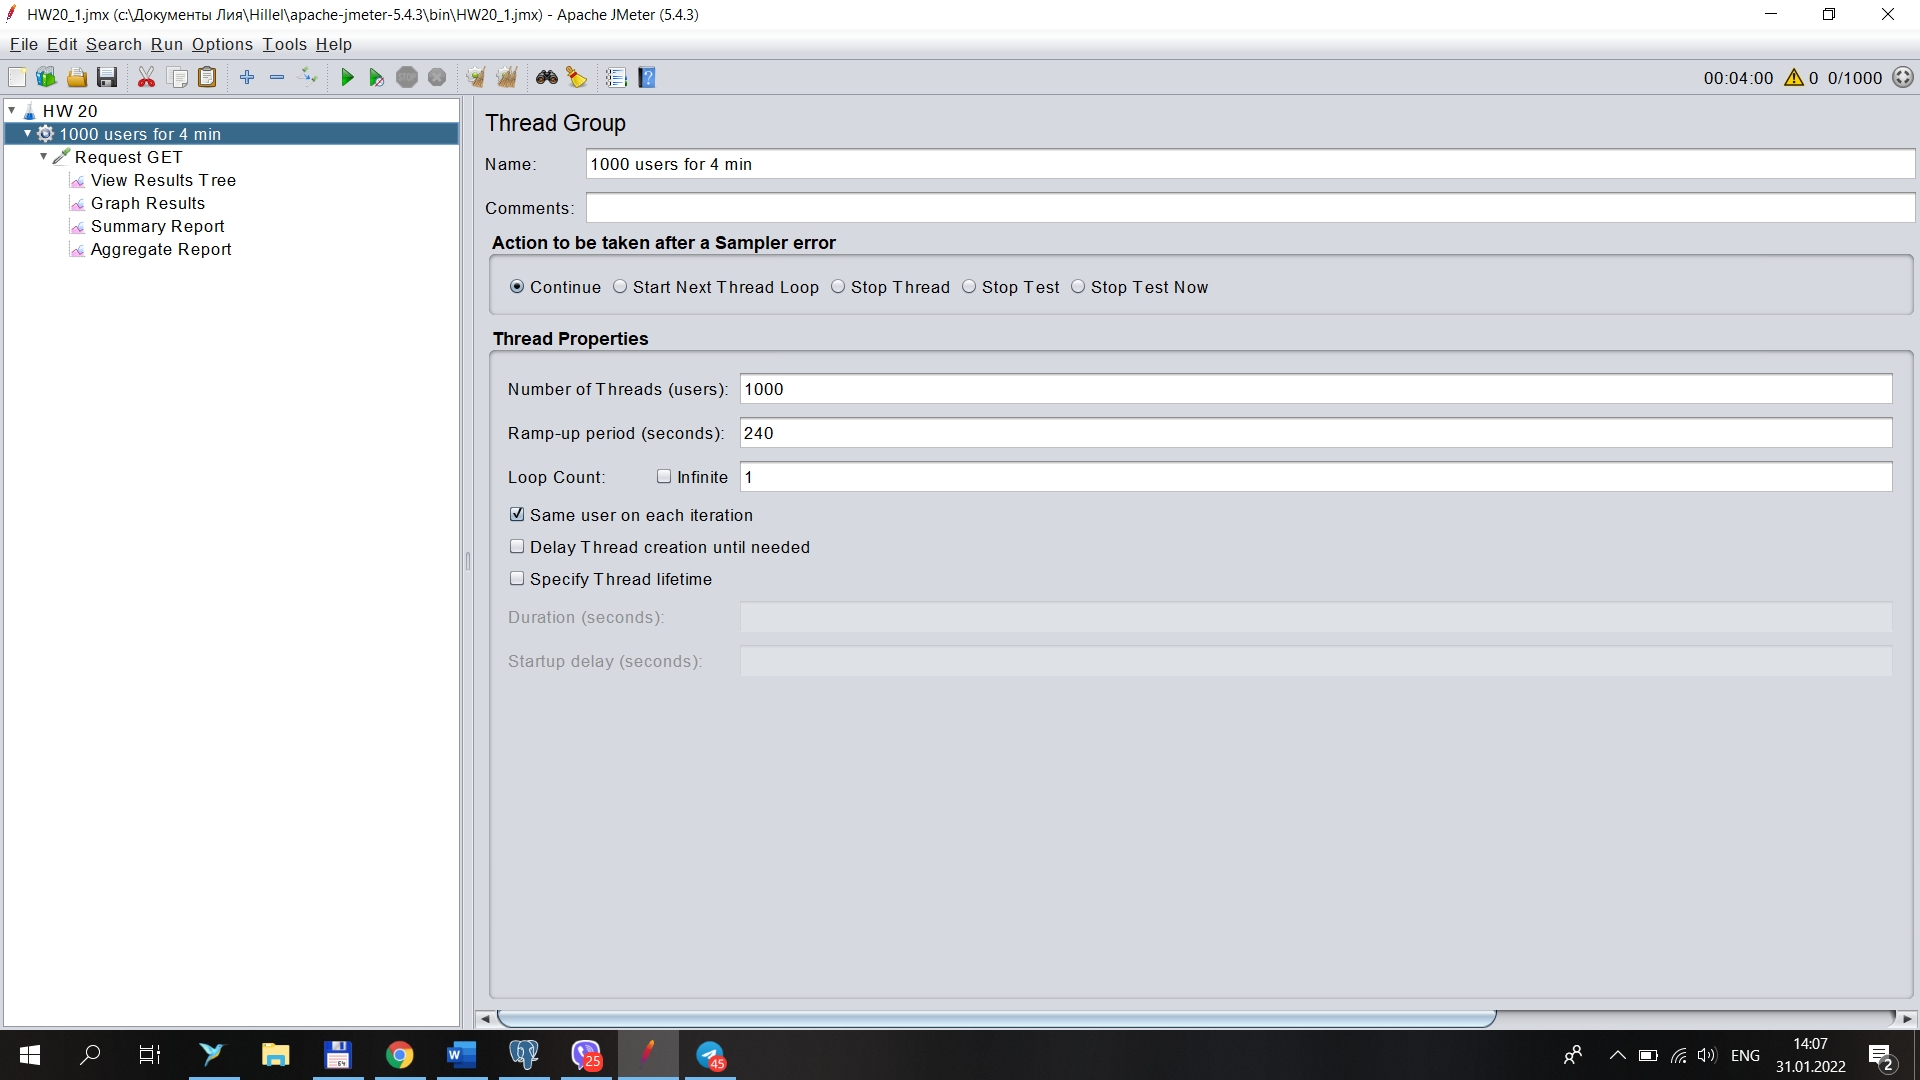 HW20_1.jmx (c:\Документы Лия\Hillel\apache-jmeter-5.4.3\bin\HW20_1.jmx) - Apache JMeter (5.4.3)
File Edit Search Run Options Tools Help
STOP
00:04:00 0 0/1000
HW 20
1000 users for 4 min
Request GET
View Results Tree
Graph Results
Summary Report
Aggregate Report
Thread Group
Name: 1000 users for 4 min
Comments:
Action to be taken after a Sampler error
Continue Start Next Thread Loop Stop Thread Stop Test Stop Test Now
Thread Properties
Number of Threads (users): 1000
Ramp-up period (seconds): 240
Loop Count: Infinite 1
Same user on each iteration
Delay Thread creation until needed
Specify Thread lifetime
Duration (seconds):
Startup delay (seconds):
64 W 25 45 ENG 14:07
31.01.2022 2